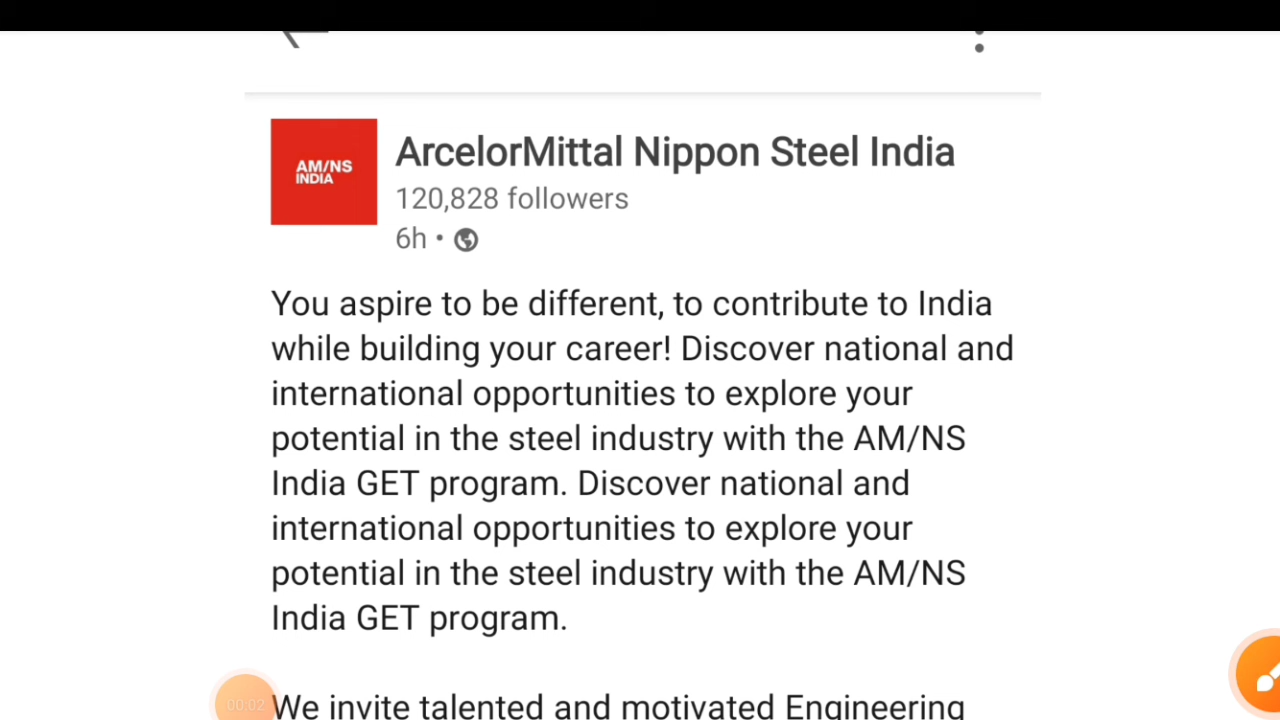 AM/NS
INDIA
ArcelorMittal Nippon Steel India
120,828 followers
6h •
You aspire to be different, to contribute to India
while building your career! Discover national and
international opportunities to explore your
potential in the steel industry with the AM/NS
India GET program. Discover national and
international opportunities to explore your
potential in the steel industry with the AM/NS
India GET program.
00:02
We invite talented and motivated Engineering